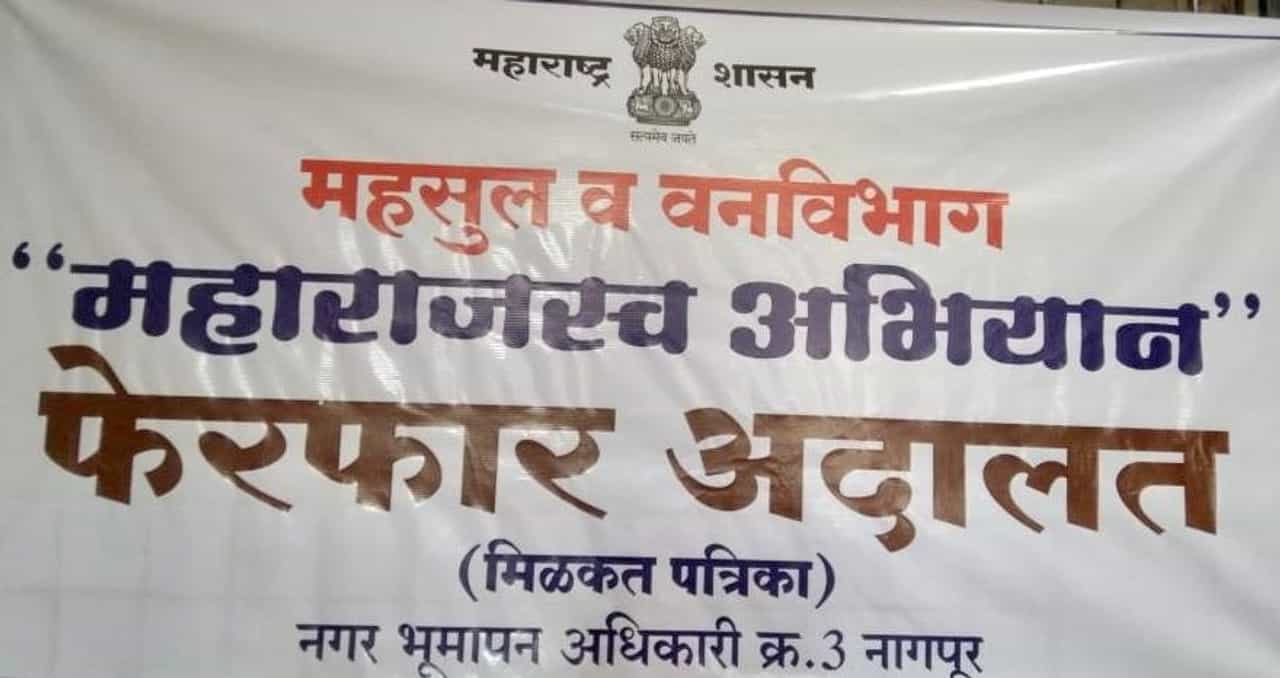 महाराष्ट्र शासन
सत्यमेव जयते
महसुल व वनविभाग
“महाराजस्व अभियान”
फेरफार अदालत
(मिळकत पत्रिका)
नगर भूमापन अधिकारी क्र.3 नागपूर